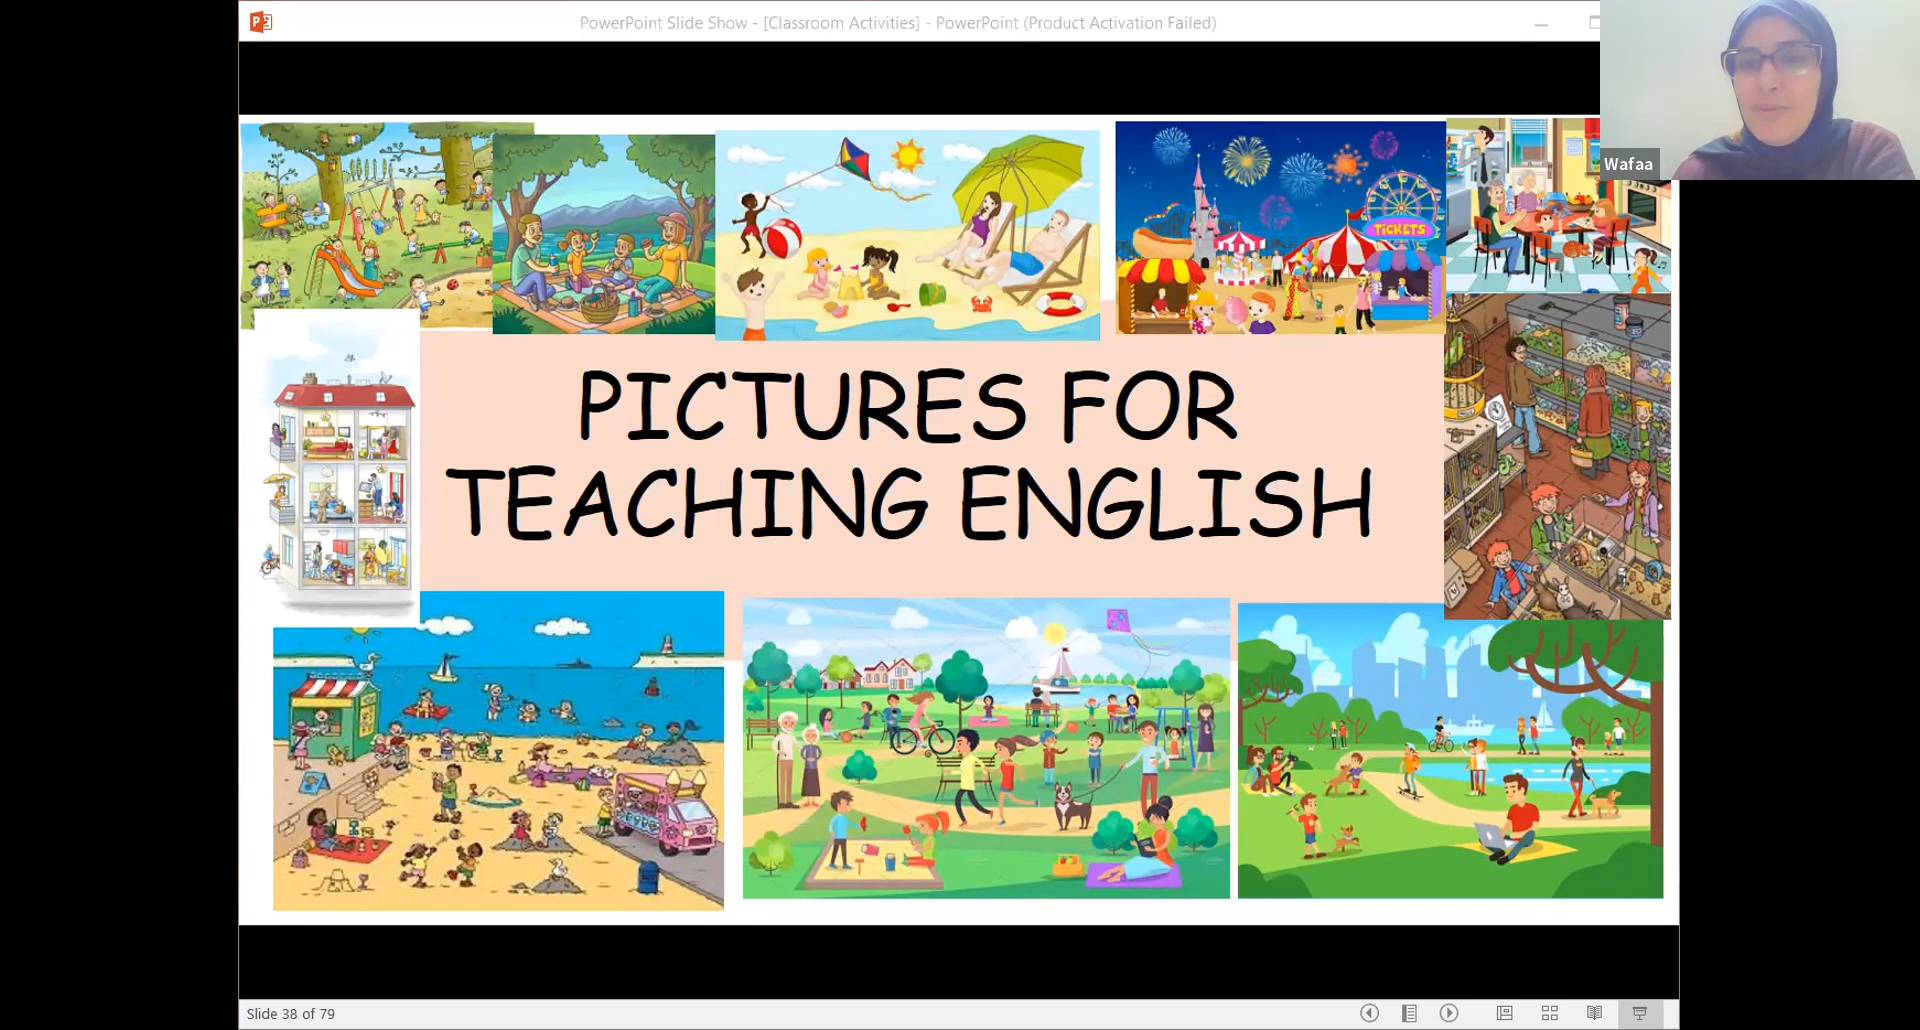 PowerPoint Slide Show - [Classroom Activities] - PowerPoint (Product Activation Failed)
Wafaa
TICKETS
PICTURES FOR
TEACHING ENGLISH
Slide 38 of 79